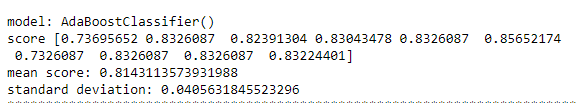 model: AdaBoostClassifier()
score [0.73695652 0.8326087  0.82391304 0.83043478 0.8326087  0.85652174
 0.7326087  0.8326087  0.8326087  0.83224401]
mean score: 0.8143113573931988
standard deviation: 0.0405631845523296